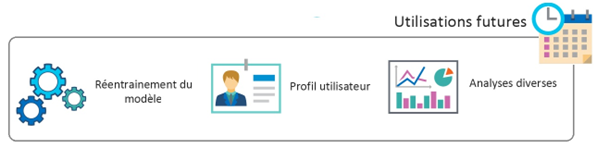 Utilisations futures
Réentrainement du
modèle
Profil utilisateur
Analyses diverses